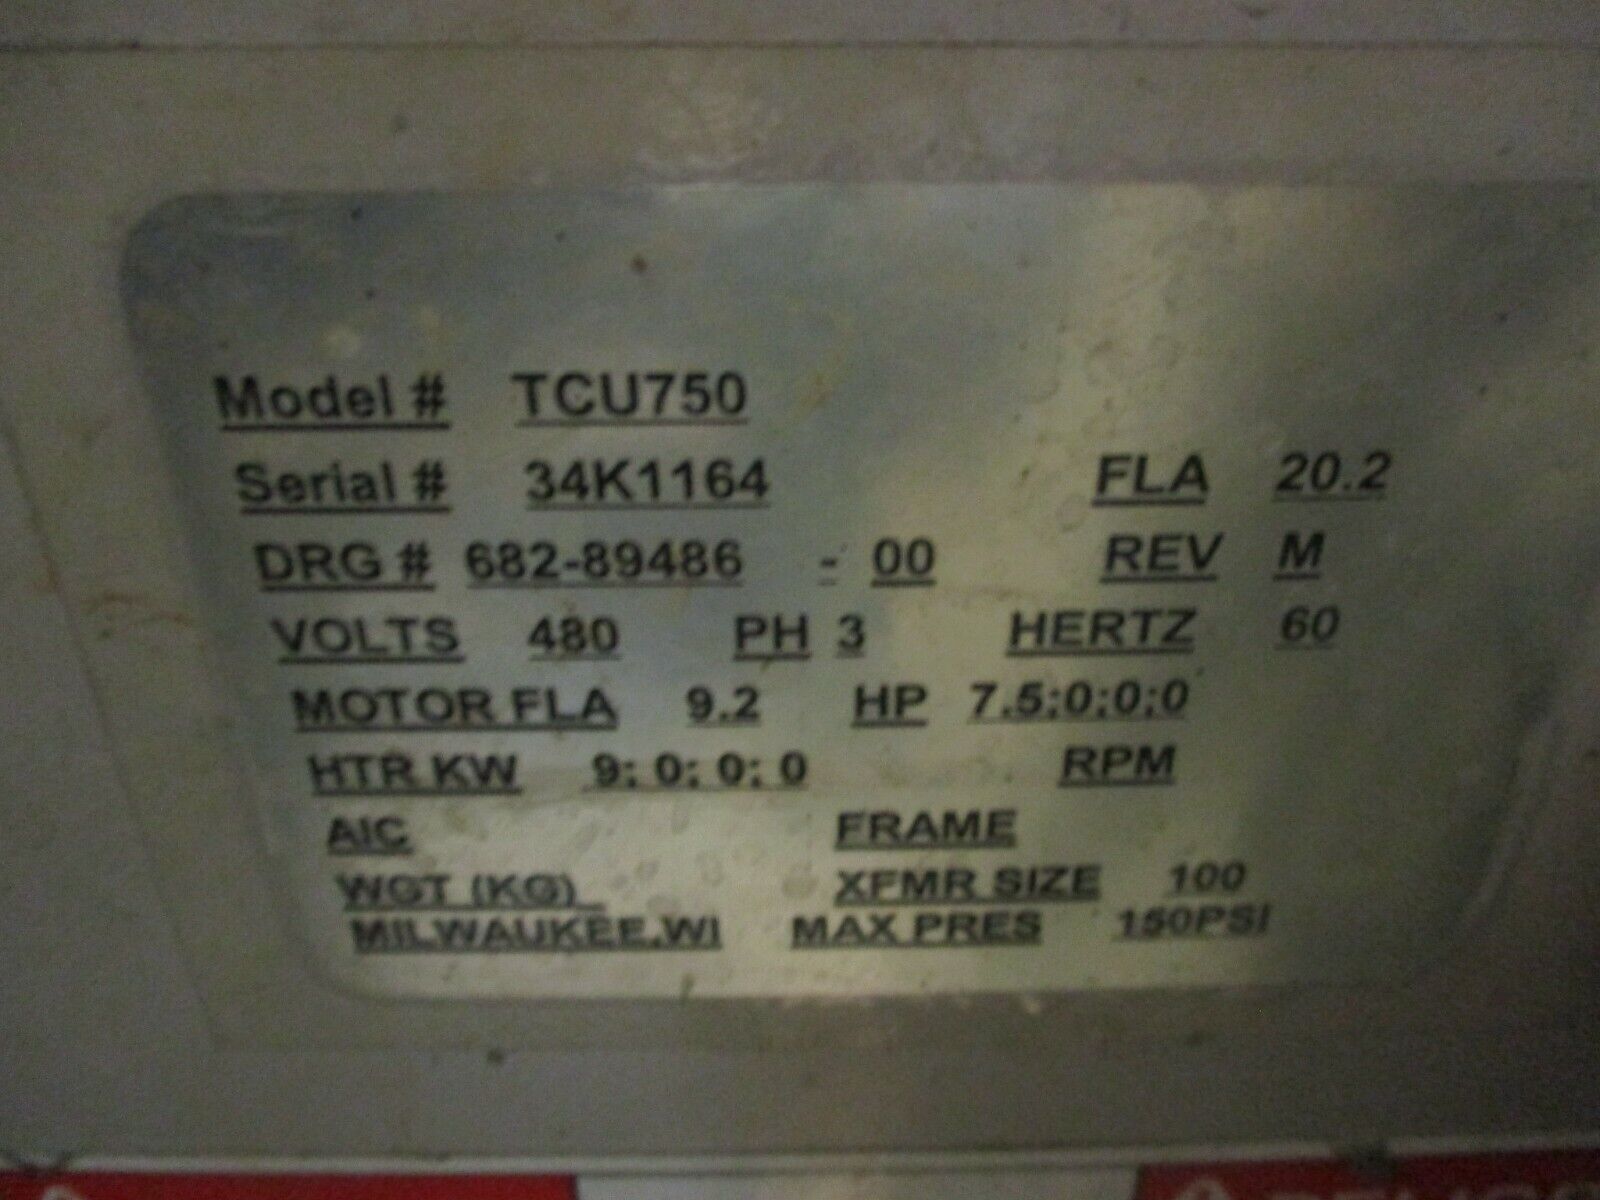 Model # TCU750
Serial # 34K1164 FLA 20.2
DRG # 682-89486 - 00 REV M
VOLTS 480 PH 3 HERTZ 60
MOTOR FLA 9.2 HP 7.5;0;0;0
HTR KW 9; 0; 0; 0 RPM
AIC FRAME
WGT (KG) XFMR SIZE 100
MILWAUKEE,WI MAX PRES 150PSI